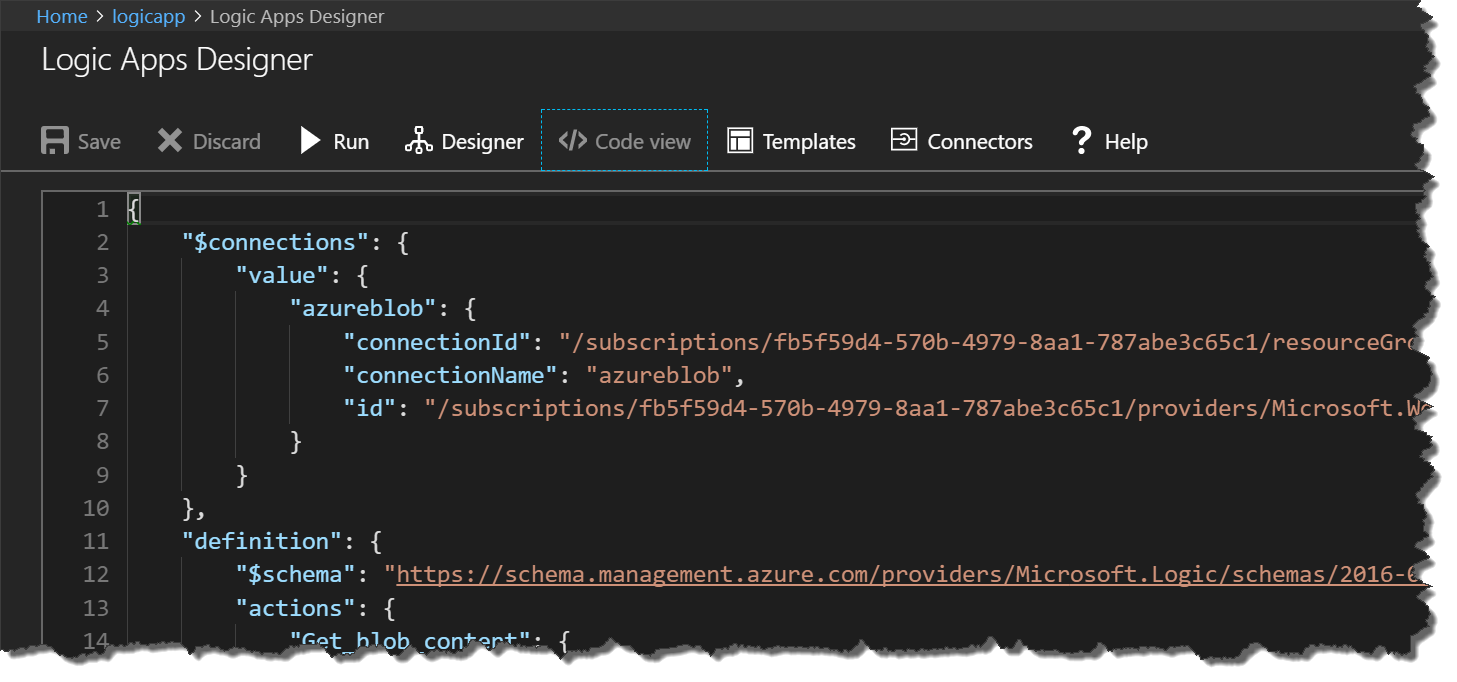 Home > logicapp > Logic Apps Designer
Logic Apps Designer
Save Discard Run Designer </> Code view Templates Connectors ? Help
1 {
2 "$connections": {
3 "value": {
4 "azureblob": {
5 "connectionId": "/subscriptions/fb5f59d4-570b-4979-8aa1-787abe3c65c1/resourceGro
6 "connectionName": "azureblob",
7 "id": "/subscriptions/fb5f59d4-570b-4979-8aa1-787abe3c65c1/providers/Microsoft.We
8 }
9 }
10 },
11 "definition": {
12 "$schema": "https://schema.management.azure.com/providers/Microsoft.Logic/schemas/2016-0
13 "actions": {
14 "Get_blob_content": {